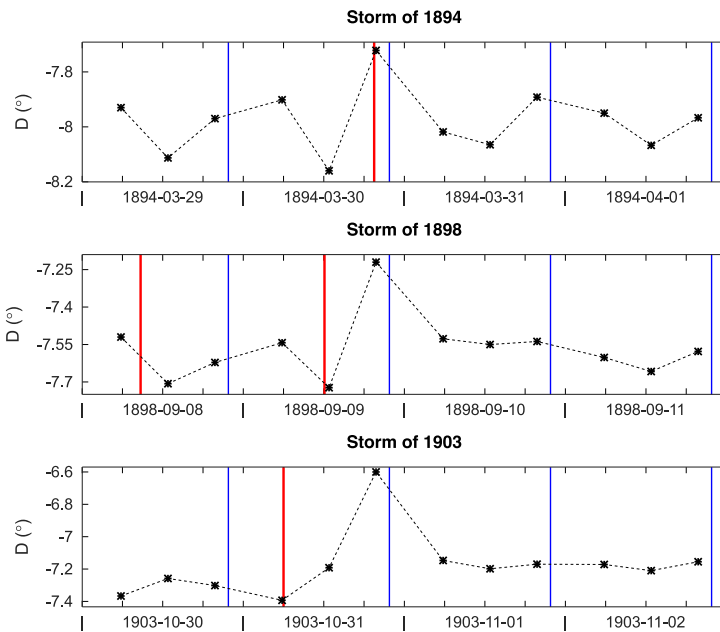 Storm of 1894
D (°)
-7.8
-8
-8.2
1894-03-29 1894-03-30 1894-03-31 1894-04-01
Storm of 1898
D (°)
-7.25
-7.4
-7.55
-7.7
1898-09-08 1898-09-09 1898-09-10 1898-09-11
Storm of 1903
D (°)
-6.6
-6.8
-7
-7.2
-7.4
1903-10-30 1903-10-31 1903-11-01 1903-11-02